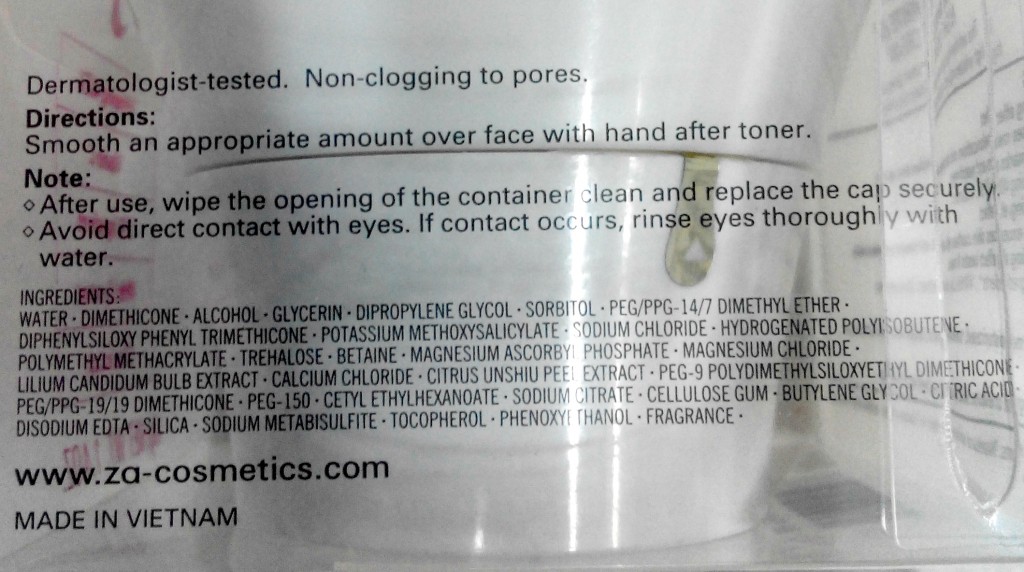 Dermatologist-tested. Non-clogging to pores.
Directions:
Smooth an appropriate amount over face with hand after toner.
Note:
◇ After use, wipe the opening of the container clean and replace the cap securely.
◇ Avoid direct contact with eyes. If contact occurs, rinse eyes thoroughly with
water.
INGREDIENTS:
WATER · DIMETHICONE · ALCOHOL · GLYCERIN · DIPROPYLENE GLYCOL · SORBITOL · PEG/PPG-14/7 DIMETHYL ETHER ·
DIPHENYLSILOXY PHENYL TRIMETHICONE · POTASSIUM METHOXYSALICYLATE · SODIUM CHLORIDE · HYDROGENATED POLYISOBUTENE ·
POLYMETHYL METHACRYLATE · TREHALOSE · BETAINE · MAGNESIUM ASCORBYL PHOSPHATE · MAGNESIUM CHLORIDE ·
LILIUM CANDIDUM BULB EXTRACT · CALCIUM CHLORIDE · CITRUS UNSHIU PEEL EXTRACT · PEG-9 POLYDIMETHYLSILOXYETHYL DIMETHICONE ·
PEG/PPG-19/19 DIMETHICONE · PEG-150 · CETYL ETHYLHEXANOATE · SODIUM CITRATE · CELLULOSE GUM · BUTYLENE GLYCOL · CITRIC ACID ·
DISODIUM EDTA · SILICA · SODIUM METABISULFITE · TOCOPHEROL · PHENOXYETHANOL · FRAGRANCE ·
www.za-cosmetics.com
MADE IN VIETNAM